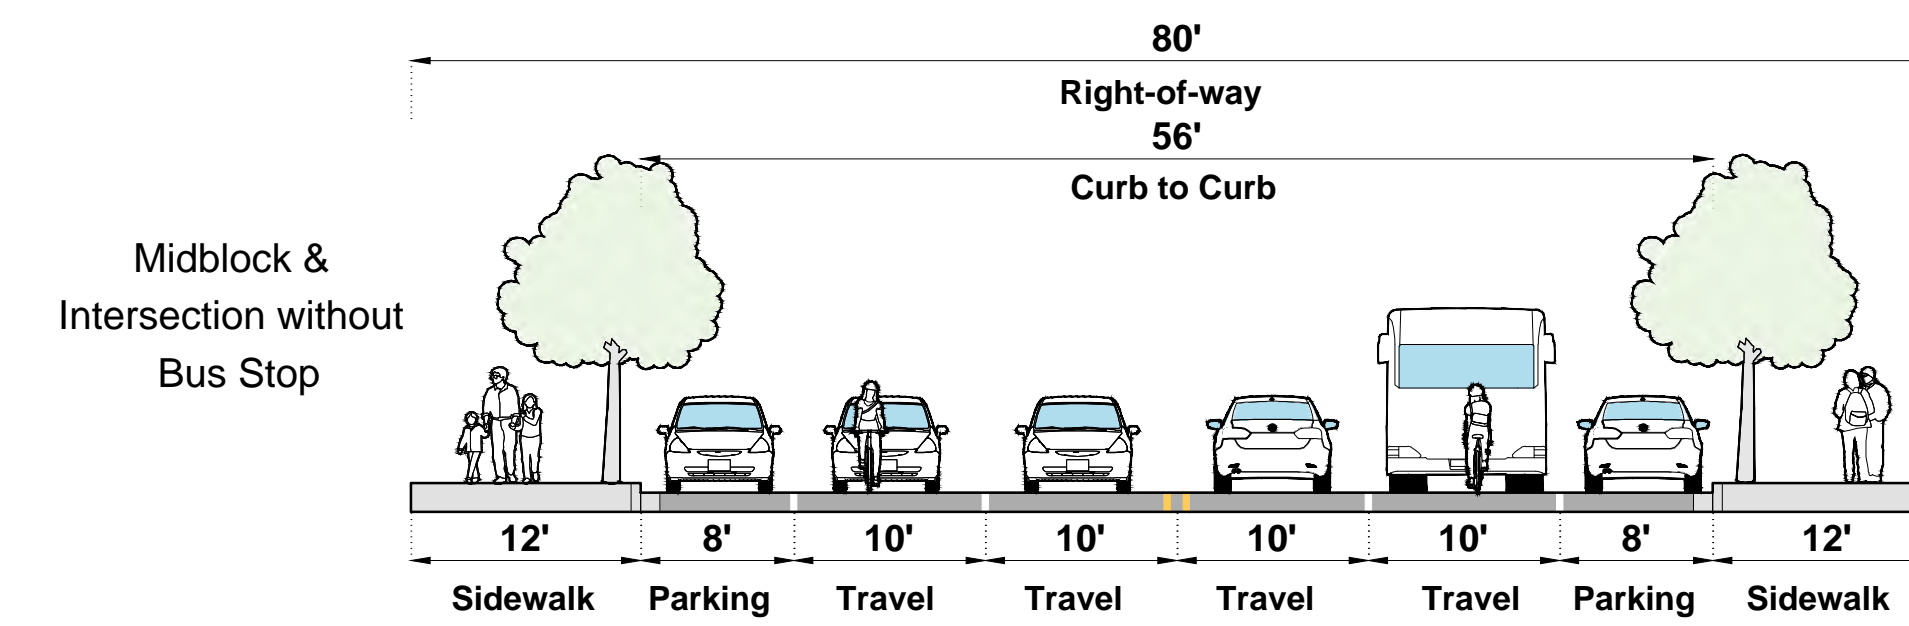 80'
Right-of-way
56'
Curb to Curb
Midblock &
Intersection without
Bus Stop
12' 8' 10' 10' 10' 10' 8' 12'
Sidewalk Parking Travel Travel Travel Travel Parking Sidewalk